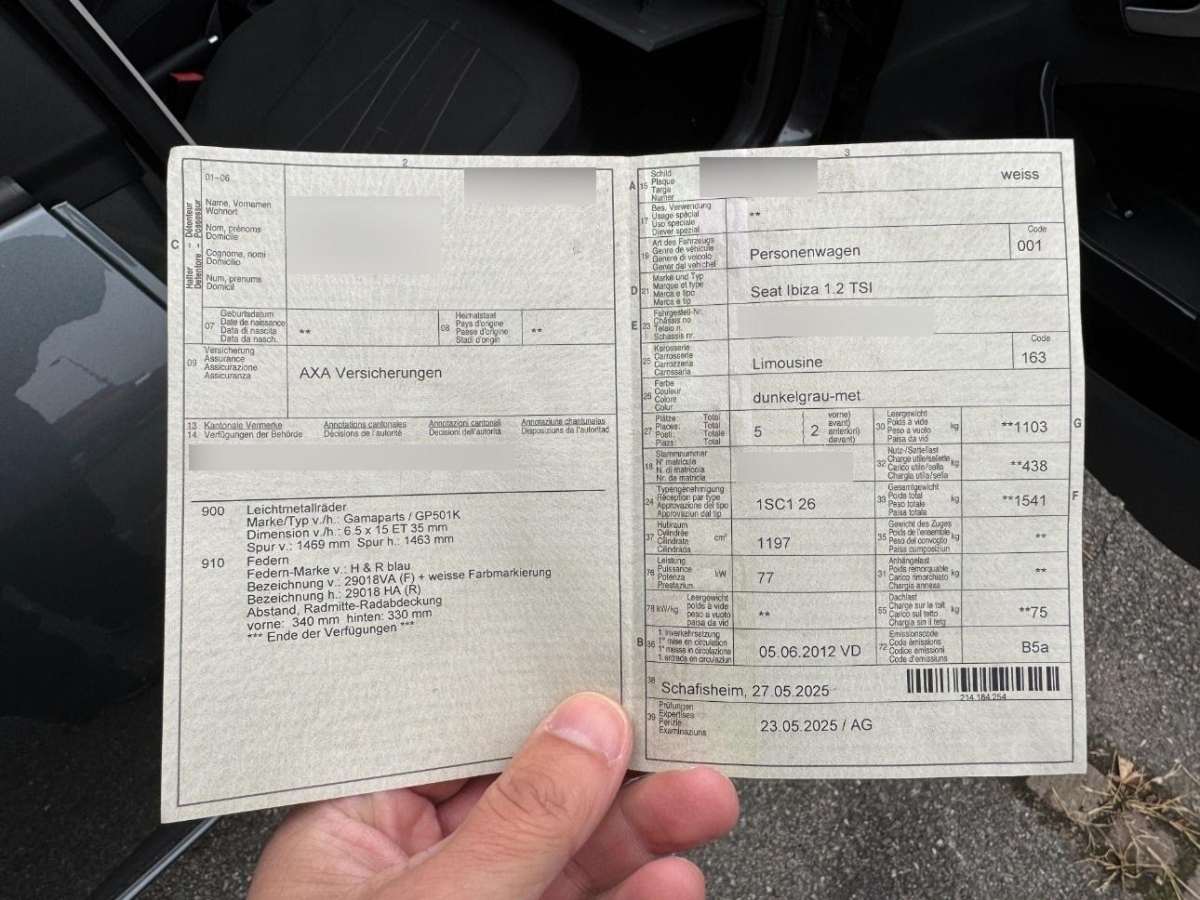 2
01-06
Name, Vornamen
Wohnort
Nom, prénoms
Domicile
Cognome, nomi
Domicilio
Num, prenums
Domicil
C
Halter
Détenteur
Detentore
Possessur
07
Geburtsdatum
Date de naissance
Data di nascita
Data da nasch.
**
08
Heimatstaat
Pays d'origine
Paese d'origine
Stadi d'origin
**
09
Versicherung
Assurance
Assicurazione
Assicuranza
AXA Versicherungen
13 Kantonale Vermerke Annotations cantonales Annotazioni cantonali Annotaziuns chantunalas
14 Verfügungen der Behörde Décisions de l'autorité Decisioni dell'autorità Disposiziuns da l'autoritad
900 Leichtmetallräder
Marke/Typ v./h.: Gamaparts / GP501K
Dimension v./h.: 6.5 x 15 ET 35 mm
Spur v.: 1469 mm Spur h.: 1463 mm
910 Federn
Federn-Marke v.: H & R blau
Bezeichnung v.: 29018VA (F) + weisse Farbmarkierung
Bezeichnung h.: 29018 HA (R)
Abstand, Radmitte-Radabdeckung
vorne: 340 mm hinten: 330 mm
*** Ende der Verfügungen ***
3
A 15
Schild
Plaque
Targa
Numer
weiss
17
Bes. Verwendung
Usage spécial
Uso speciale
Diever spezial
**
19
Art des Fahrzeugs
Genre de véhicule
Genere di veicolo
Gener dal vehichel
Personenwagen
Code
001
D 21
Marke und Typ
Marque et type
Marca e tipo
Marca e tip
Seat Ibiza 1.2 TSI
E 23
Fahrgestell-Nr.
Châssis no
Telaio n.
Schassis nr.
25
Karosserie
Carrosserie
Carrozzeria
Carossaria
Limousine
Code
163
26
Farbe
Couleur
Colore
Colur
dunkelgrau-met.
27
Plätze: Total
Places: Total
Posti: Totale
Plazs: Total
5
(2
vorne)
avant)
anteriori)
davant)
30
Leergewicht
Poids à vide
Peso a vuoto
Paisa da vid
kg
**1103
G
18
Stammnummer
N° matricule
N. di matricola
Nr. da matricla
32
Nutz-/Sattellast
Charge utile/sellette
Carico utile/sella
Chargia utila/sella
kg
**438
24
Typengenehmigung
Réception par type
Approvazione del tipo
Approvaziun dal tip
1SC1 26
33
Gesamtgewicht
Poids total
Peso totale
Paisa totala
kg
**1541
F
37
Hubraum
Cylindrée
Cilindrata
Cilindrada
cm³
1197
35
Gewicht des Zuges
Poids de l'ensemble
Peso del convoglio
Paisa cumposiziun
kg
**
76
Leistung
Puissance
Potenza
Prestaziun
kW
77
31
Anhängelast
Poids remorquable
Carico rimorchiato
Chargia annexa
kg
**
78 kW/kg
Leergewicht
poids à vide
peso a vuoto
paisa da vid
**
55
Dachlast
Charge sur le toit
Carico sul tetto
Chargia sin il tetg
kg
**75
B 36
1. Inverkehrsetzung
1re mise en circulation
1a messa in circolazione
1. entrada en circulaziun
05.06.2012 VD
72
Emissionscode
Code émissions
Codice emissioni
Code d'emissiuns
B5a
38
Schafisheim, 27.05.2025
214 184 254
39
Prüfungen
Expertises
Perizie
Examinaziuns
23.05.2025 / AG